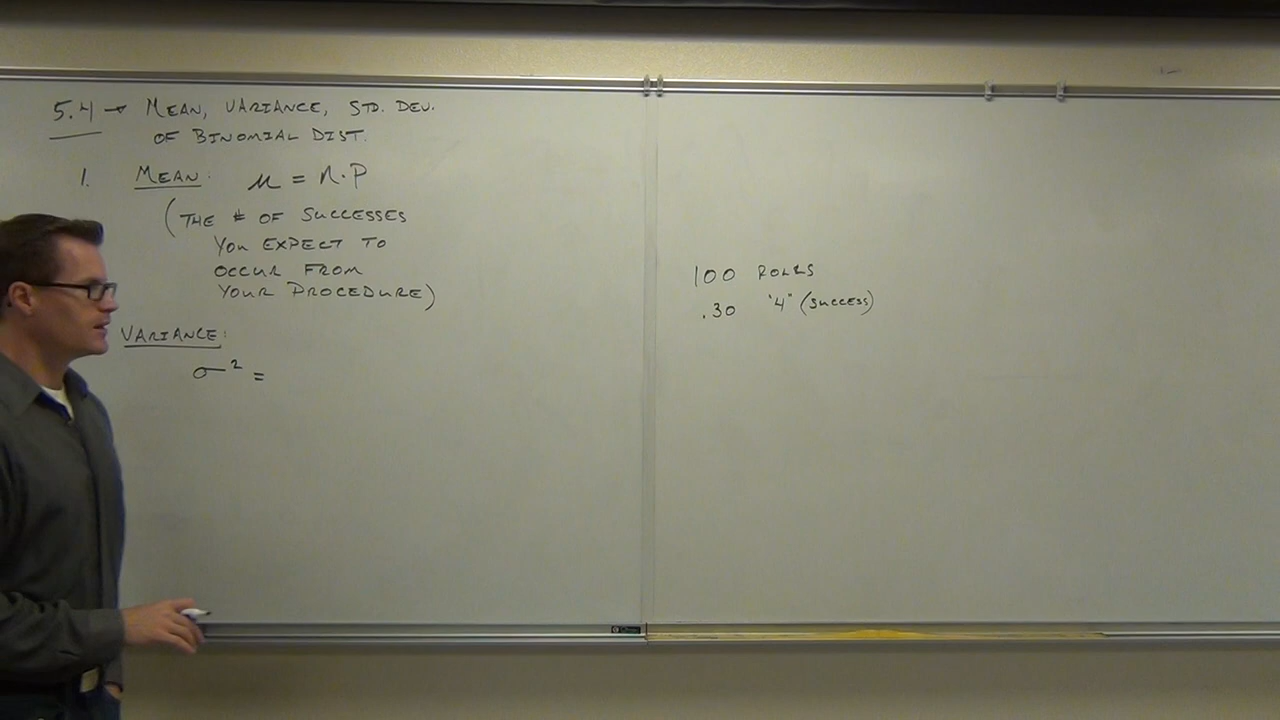 5.4 → MEAN, VARIANCE, STD. DEV.
OF BINOMIAL DIST.
1. MEAN: μ = n·P
(THE # OF SUCCESSES
YOU EXPECT TO
OCCUR FROM
YOUR PROCEDURE)
VARIANCE:
σ² =
100 ROLLS
.30 "4" (SUCCESS)